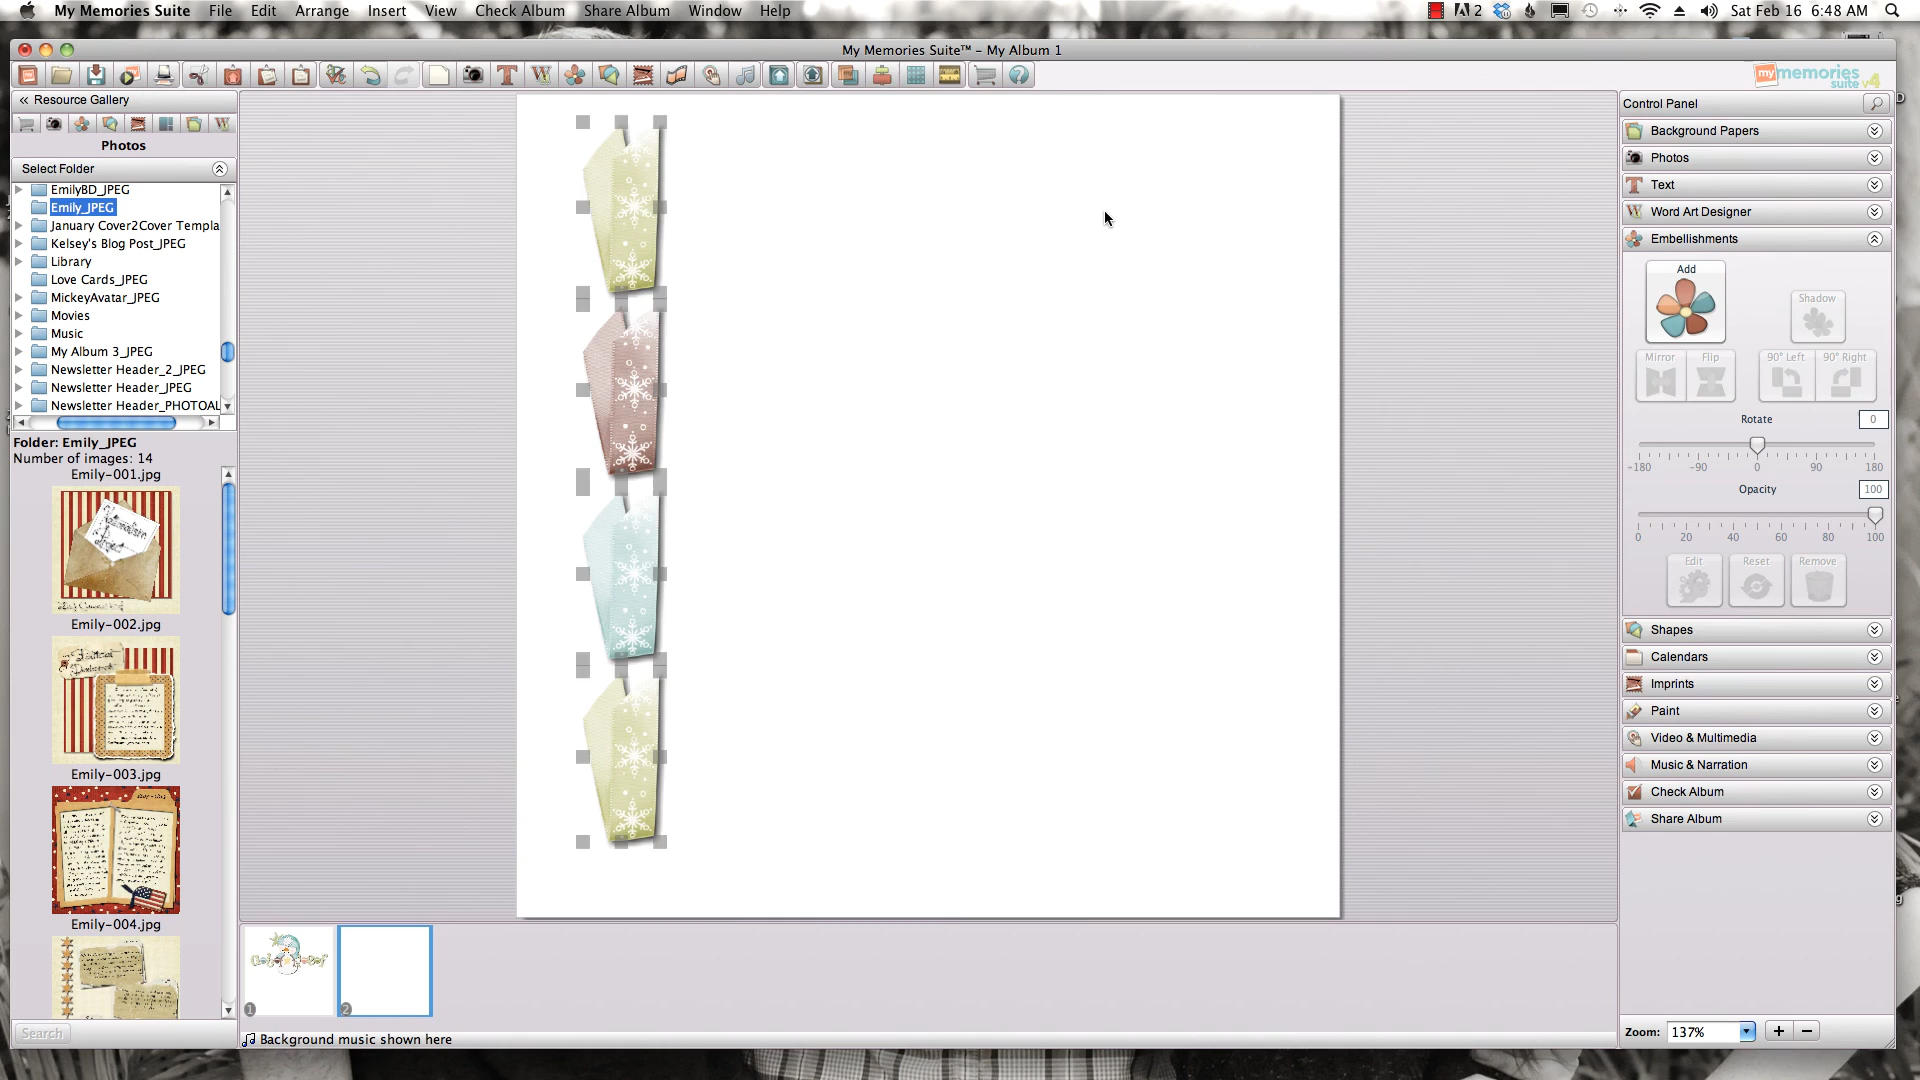 My Memories Suite File Edit Arrange Insert View Check Album Share Album Window Help
2 Sat Feb 16 6:48 AM
My Memories Suite™ - My Album 1
my memories suite v4
« Resource Gallery
Photos
Select Folder
EmilyBD_JPEG
Emily_JPEG
January Cover2Cover Templa
Kelsey's Blog Post_JPEG
Library
Love Cards_JPEG
MickeyAvatar_JPEG
Movies
Music
My Album 3_JPEG
Newsletter Header_2_JPEG
Newsletter Header_JPEG
Newsletter Header_PHOTOAL
Folder: Emily_JPEG
Number of images: 14
Emily-001.jpg
Emily-002.jpg
Emily-003.jpg
Emily-004.jpg
Search
1
2
Background music shown here
Control Panel
Background Papers
Photos
Text
Word Art Designer
Embellishments
Add
Shadow
Mirror Flip 90° Left 90° Right
Rotate 0
-180 -90 0 90 180
Opacity 100
0 20 40 60 80 100
Edit Reset Remove
Shapes
Calendars
Imprints
Paint
Video & Multimedia
Music & Narration
Check Album
Share Album
Zoom: 137% + -